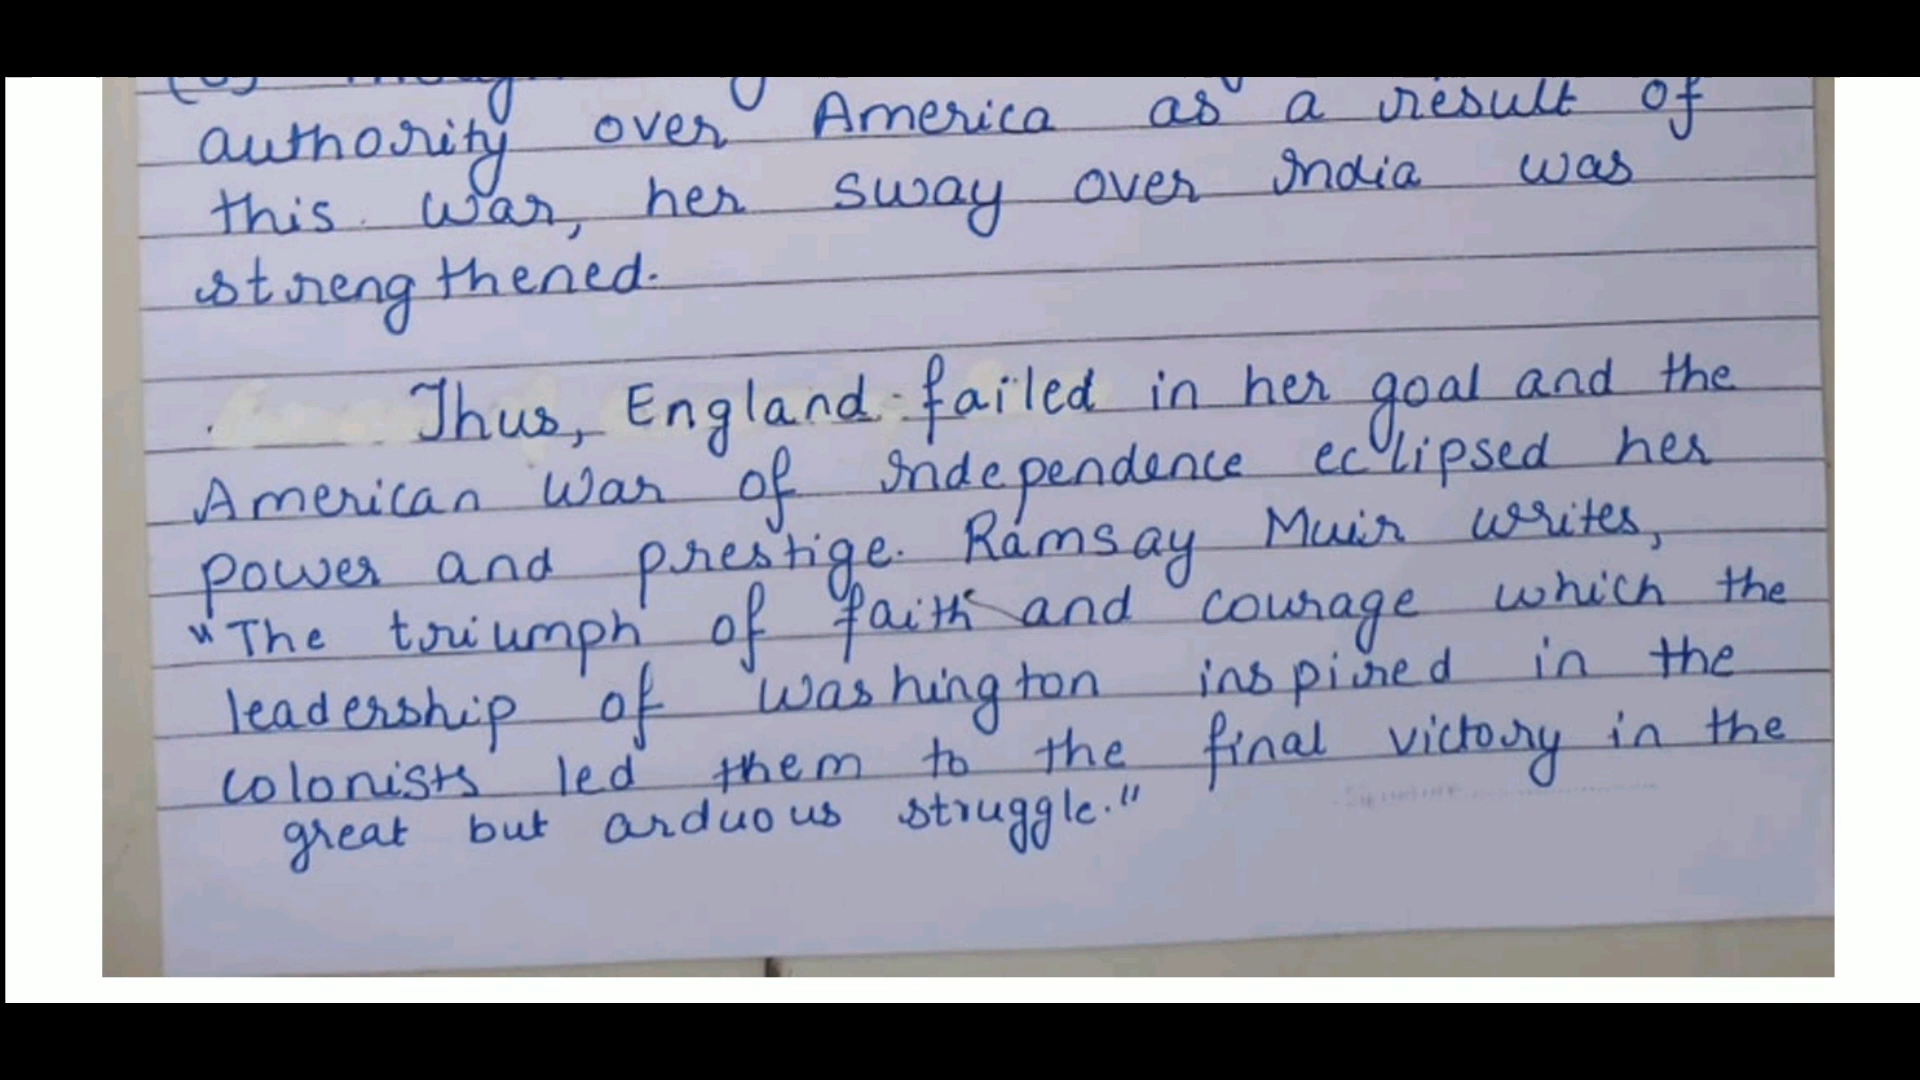 authority over America as a result of
this war, her sway over India was
strengthened.
Thus, England failed in her goal and the
American War of Independence eclipsed her
power and prestige. Ramsay Muir writes,
"The triumph of faith and courage which the
leadership of Washington inspired in the
colonists led them to the final victory in the
great but arduous struggle."